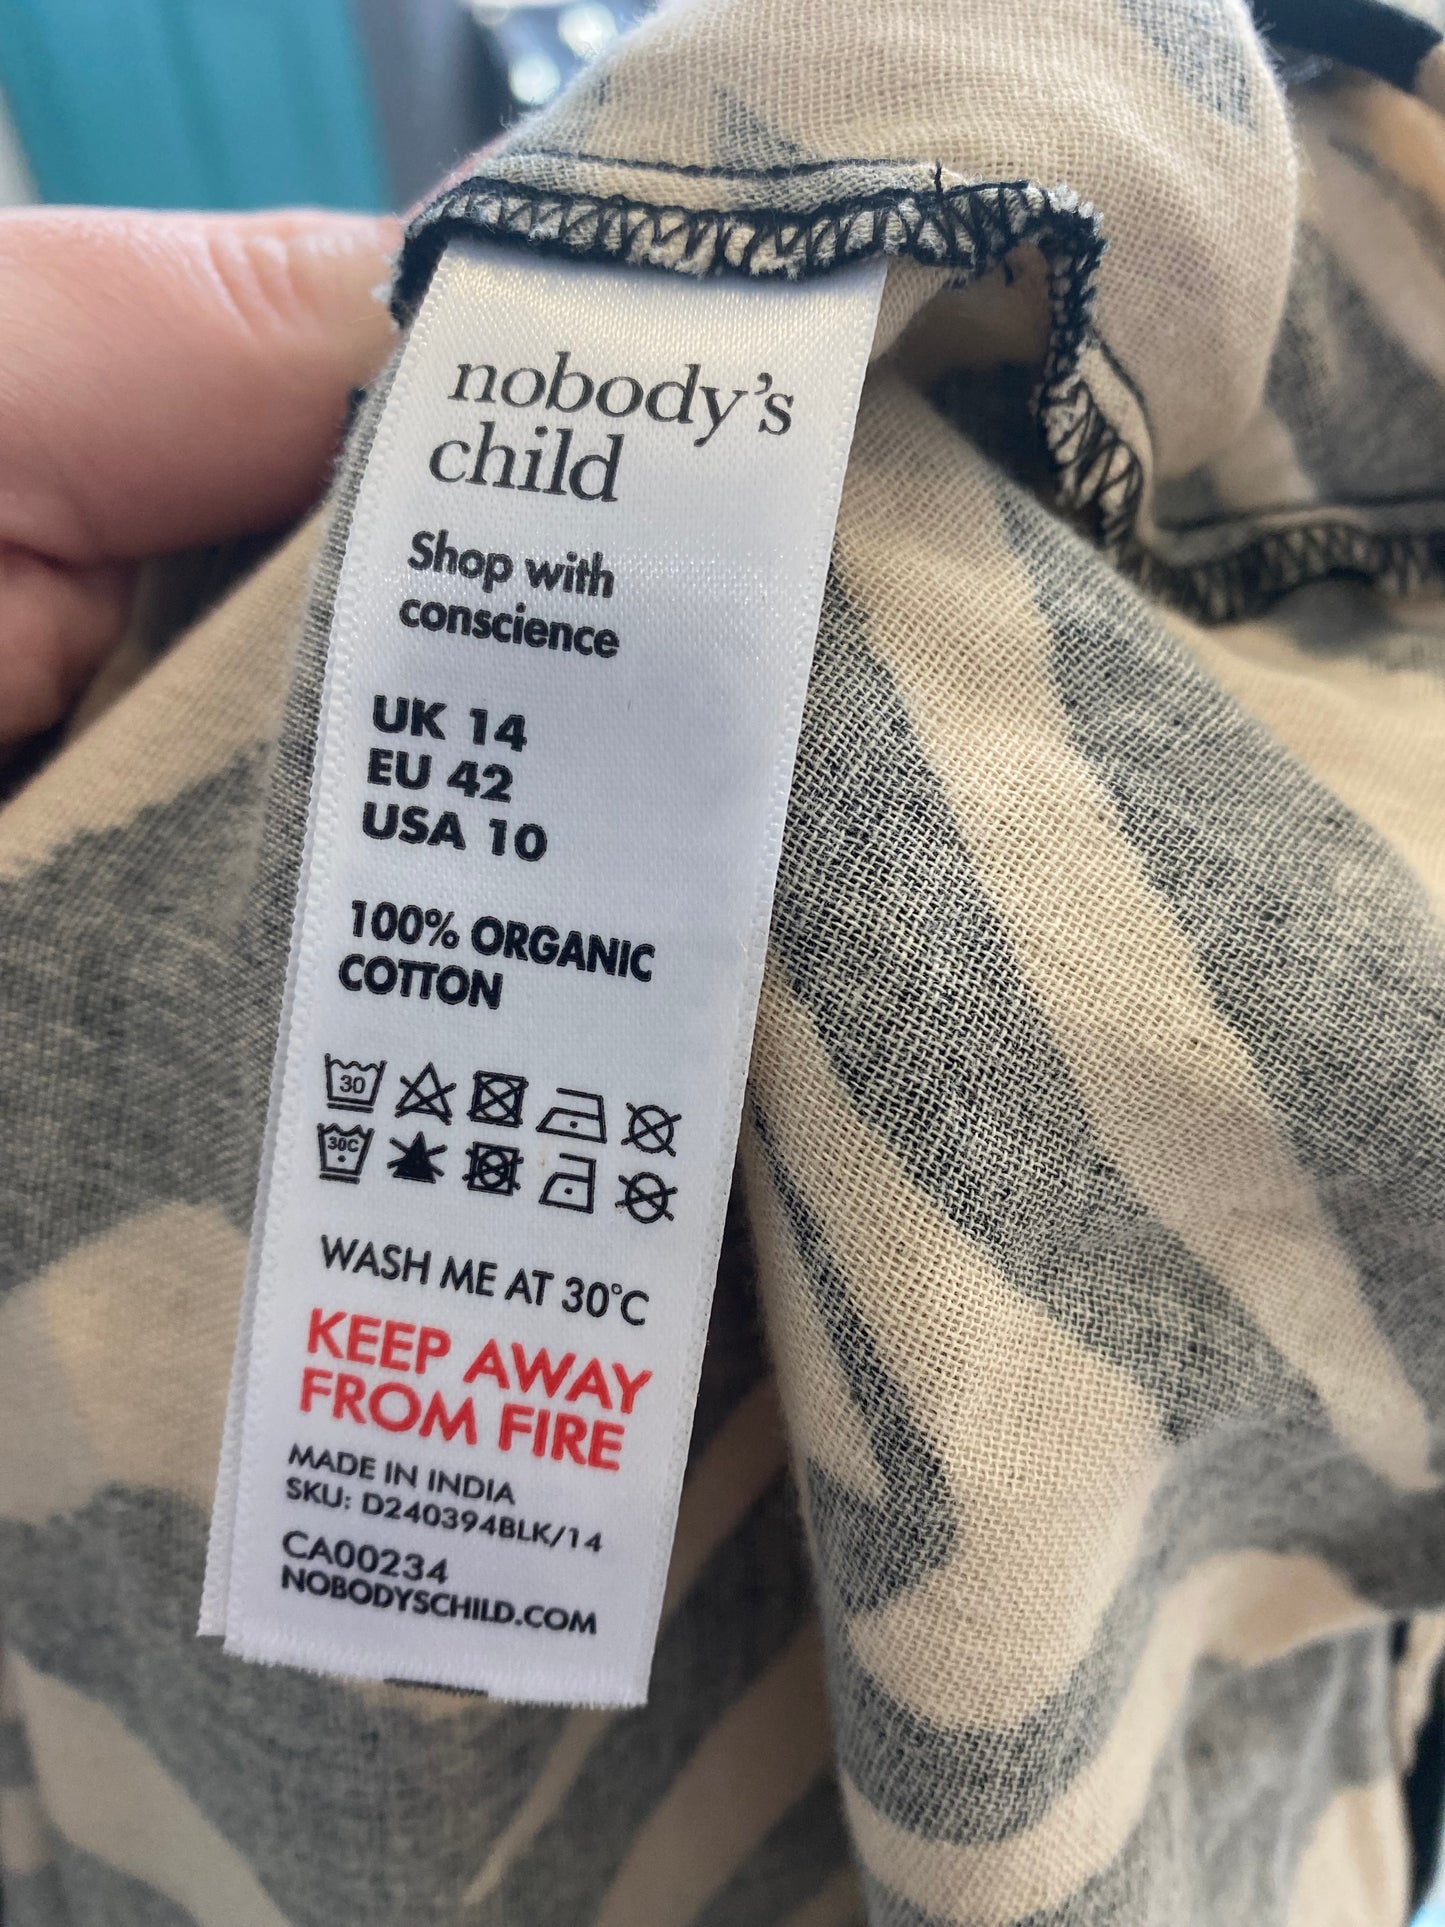 nobody's
child
Shop with
conscience
UK 14
EU 42
USA 10
100% ORGANIC
COTTON
30
30C
WASH ME AT 30°C
KEEP AWAY
FROM FIRE
MADE IN INDIA
SKU: D240394BLK/14
CA00234
NOBODYSCHILD.COM